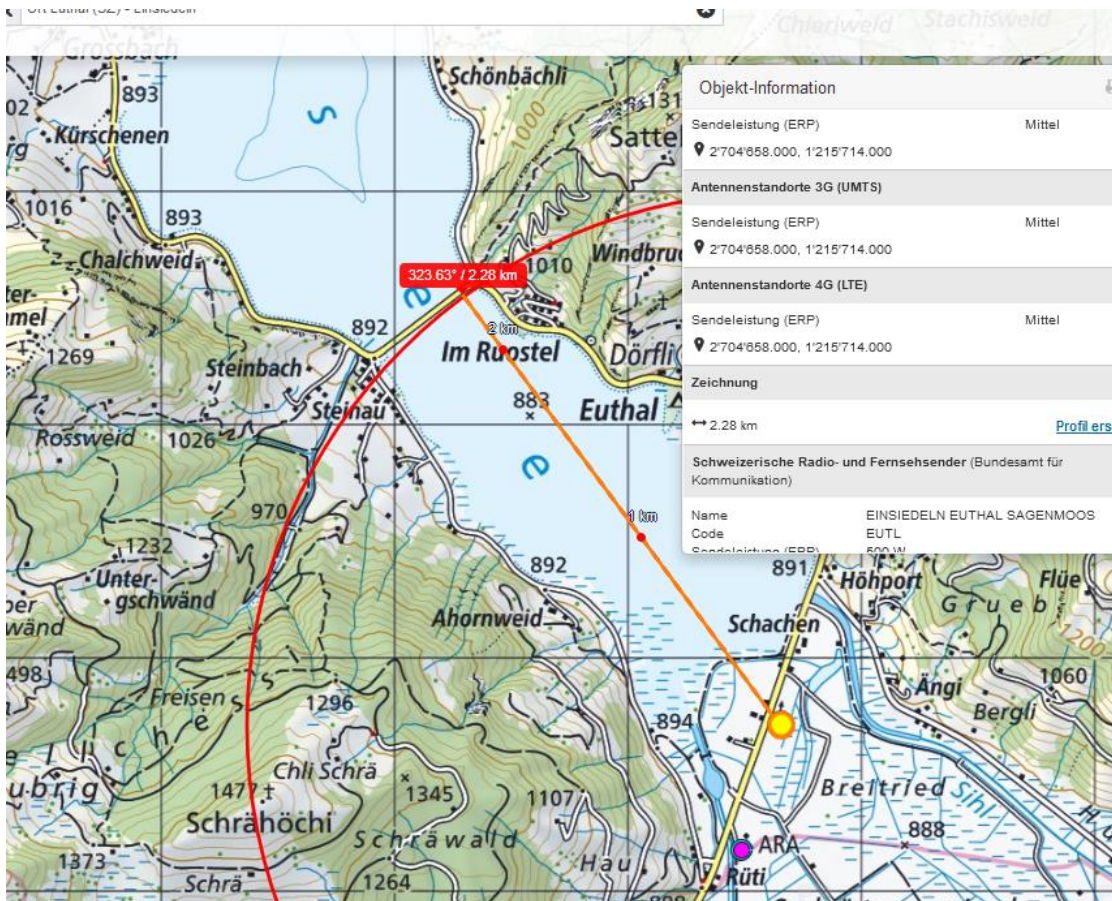 Chieriweid
Stachisweid
Grossbach
893
Schönbächli
1000
Satte
Kürschenen
s
1016
893
Chalchweid
Windbru
1010
323.63° / 2.28 km
e
892
2 km
1269
Steinbach
Im Ruostel
Dörfli
883
Steinau
Euthal
Rossweid
1026
e
970
1 km
1232
Unter-
gschwänd
892
Ahornweid
891
Höhport
Flüe
Grueb
1200
Schachen
498
Freisen
1296
1060
Ängi
Bergli
894
Chli Schrä
1477
1345
1107
Breitried
Sihl
Schrähöchi
Schräwald
888
ARA
1373
Hau
Rüti
Schrä
1264
Objekt-Information
Sendeleistung (ERP) Mittel
2'704'658.000, 1'215'714.000
Antennenstandorte 3G (UMTS)
Sendeleistung (ERP) Mittel
2'704'658.000, 1'215'714.000
Antennenstandorte 4G (LTE)
Sendeleistung (ERP) Mittel
2'704'658.000, 1'215'714.000
Zeichnung
2.28 km Profil ers
Schweizerische Radio- und Fernsehsender (Bundesamt für
Kommunikation)
Name EINSIEDELN EUTHAL SAGENMOOS
Code EUTL
Sendeleistung (ERP) 500 W